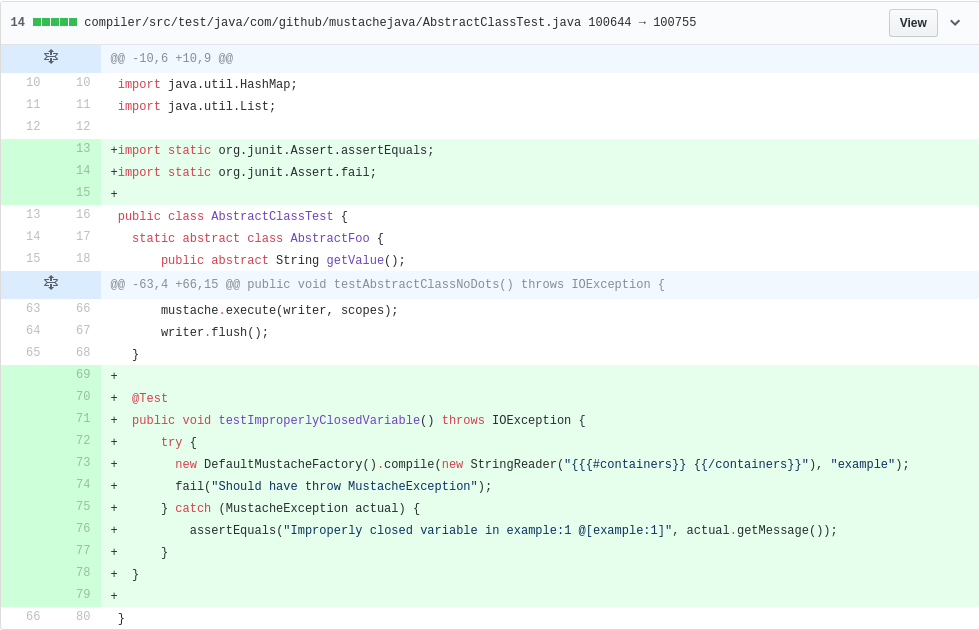 14 compiler/src/test/java/com/github/mustachejava/AbstractClassTest.java 100644 → 100755 View
@@ -10,6 +10,9 @@
10 10 import java.util.HashMap;
11 11 import java.util.List;
12 12
13 +import static org.junit.Assert.assertEquals;
14 +import static org.junit.Assert.fail;
15 +
13 16 public class AbstractClassTest {
14 17 static abstract class AbstractFoo {
15 18 public abstract String getValue();
@@ -63,4 +66,15 @@ public void testAbstractClassNoDots() throws IOException {
63 66 mustache.execute(writer, scopes);
64 67 writer.flush();
65 68 }
69 +
70 + @Test
71 + public void testImproperlyClosedVariable() throws IOException {
72 + try {
73 + new DefaultMustacheFactory().compile(new StringReader("{{{#containers}} {{/containers}}"), "example");
74 + fail("Should have throw MustacheException");
75 + } catch (MustacheException actual) {
76 + assertEquals("Improperly closed variable in example:1 @[example:1]", actual.getMessage());
77 + }
78 + }
79 +
66 80 }